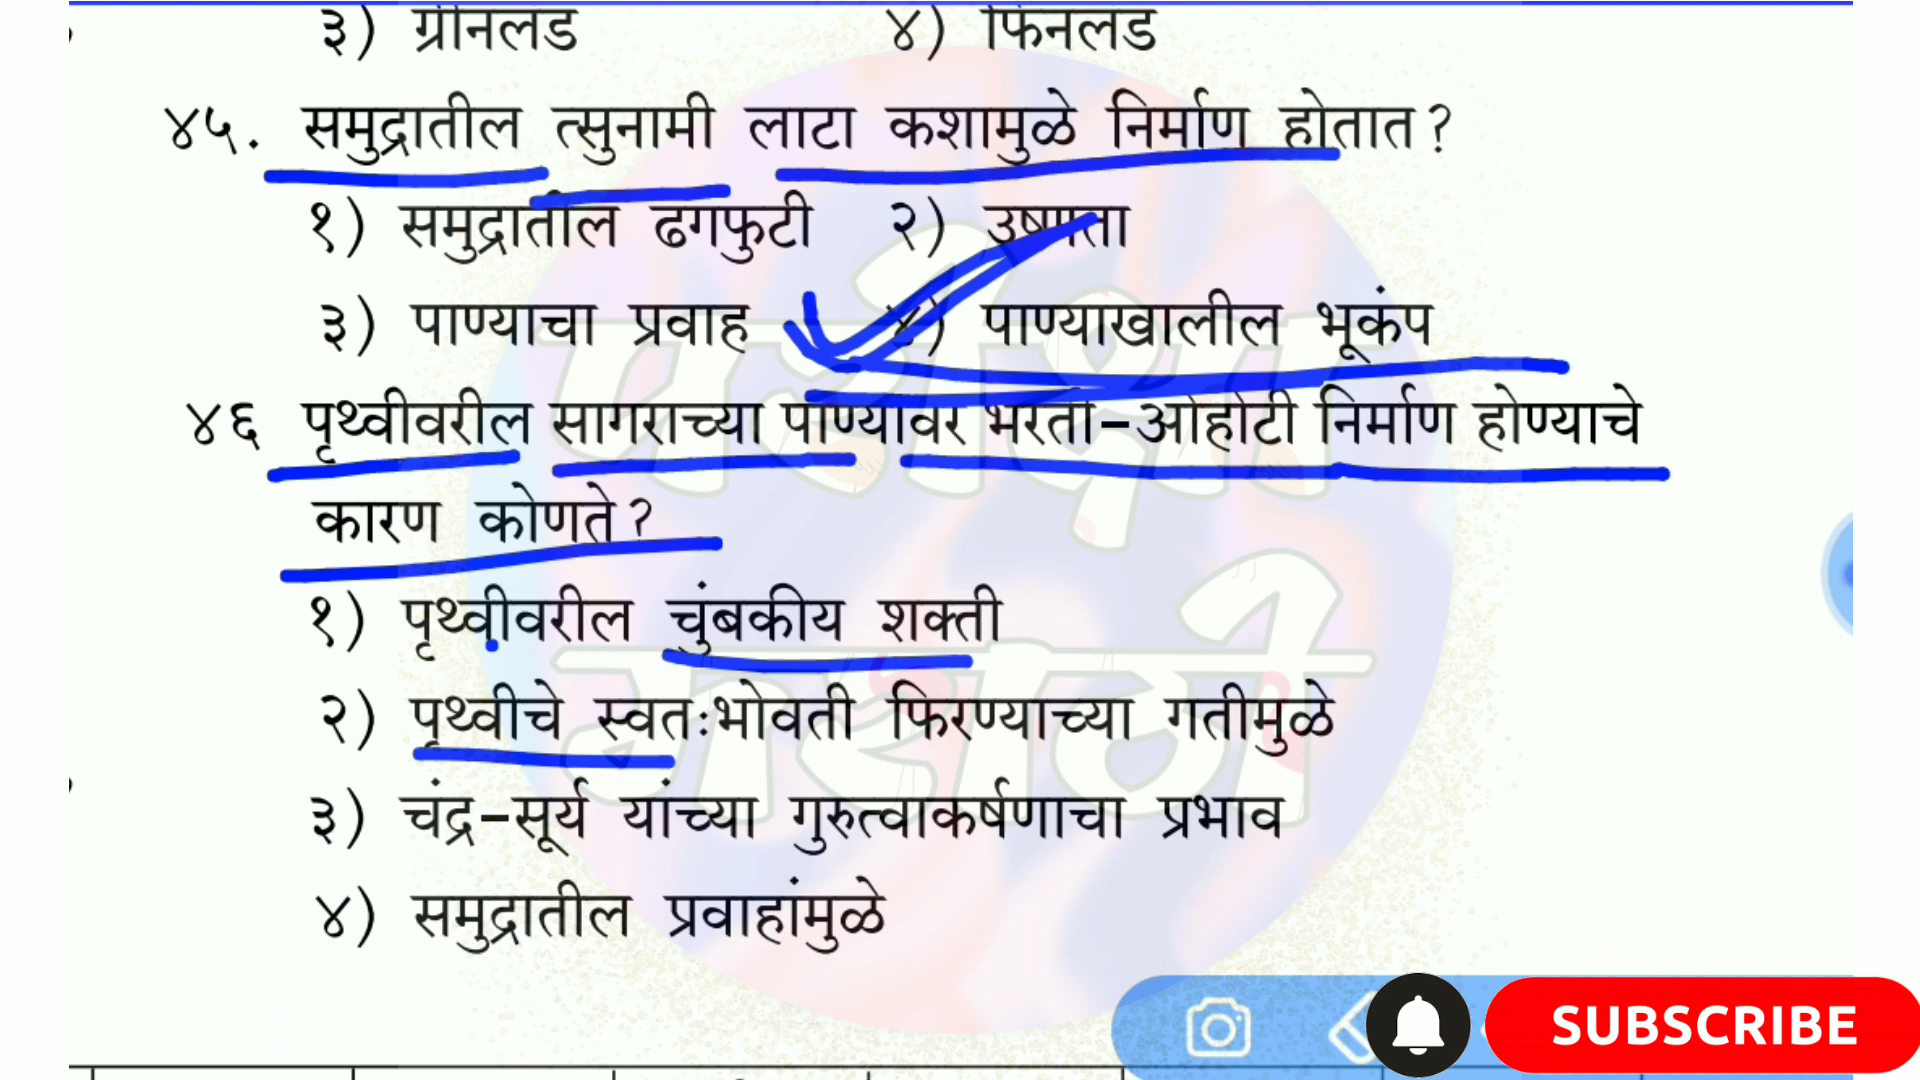 ३) ग्रीनलड ४) फिनलड
४५. समुद्रातील त्सुनामी लाटा कशामुळे निर्माण होतात?
१) समुद्रातील ढगफुटी २) उष्णता
३) पाण्याचा प्रवाह ४) पाण्याखालील भूकंप
४६ पृथ्वीवरील सागराच्या पाण्यावर भरती-ओहोटी निर्माण होण्याचे
कारण कोणते?
१) पृथ्वीवरील चुंबकीय शक्ती
२) पृथ्वीचे स्वतःभोवती फिरण्याच्या गतीमुळे
३) चंद्र-सूर्य यांच्या गुरुत्वाकर्षणाचा प्रभाव
४) समुद्रातील प्रवाहांमुळे
SUBSCRIBE